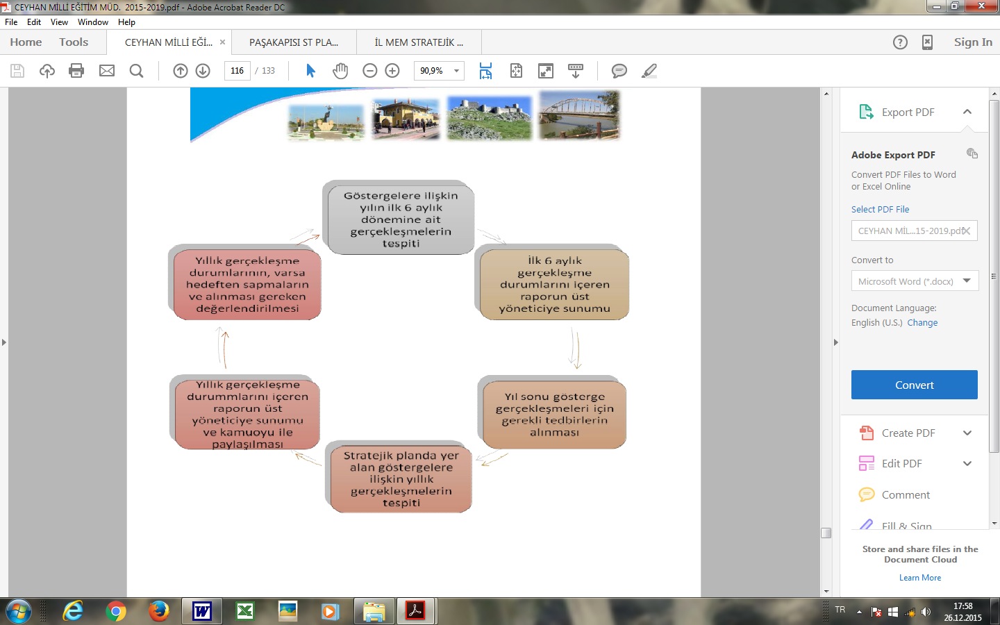 CEYHAN MİLLİ EĞİTİM MÜD.  2015-2019.pdf - Adobe Acrobat Reader DC
File Edit View Window Help
Home Tools CEYHAN MİLLİ EĞİ... × PAŞAKAPISI ST PLA... İL MEM STRATEJİK ... Sign In
116 / 133 90,9%
Göstergelere ilişkin
yılın ilk 6 aylık
dönemine ait
gerçekleşmelerin
tespiti
İlk 6 aylık
gerçekleşme
durumlarını içeren
raporun üst
yöneticiye sunumu
Yıl sonu gösterge
gerçekleşmeleri için
gerekli tedbirlerin
alınması
Stratejik planda yer
alan göstergelere
ilişkin yıllık
gerçekleşmelerin
tespiti
Yıllık gerçekleşme
durummlarını içeren
raporun üst
yöneticiye sunumu
ve kamuoyu ile
paylaşılması
Yıllık gerçekleşme
durumlarının, varsa
hedeften sapmaların
ve alınması gereken
değerlendirilmesi
Export PDF
Adobe Export PDF
Convert PDF Files to Word
or Excel Online
Select PDF File
CEYHAN MİL...15-2019.pdf
Convert to
Microsoft Word (*.docx)
Document Language:
English (U.S.) Change
Convert
Create PDF
Edit PDF
Comment
Fill & Sign
Store and share files in the
Document Cloud
Learn More
TR 17:58
26.12.2015